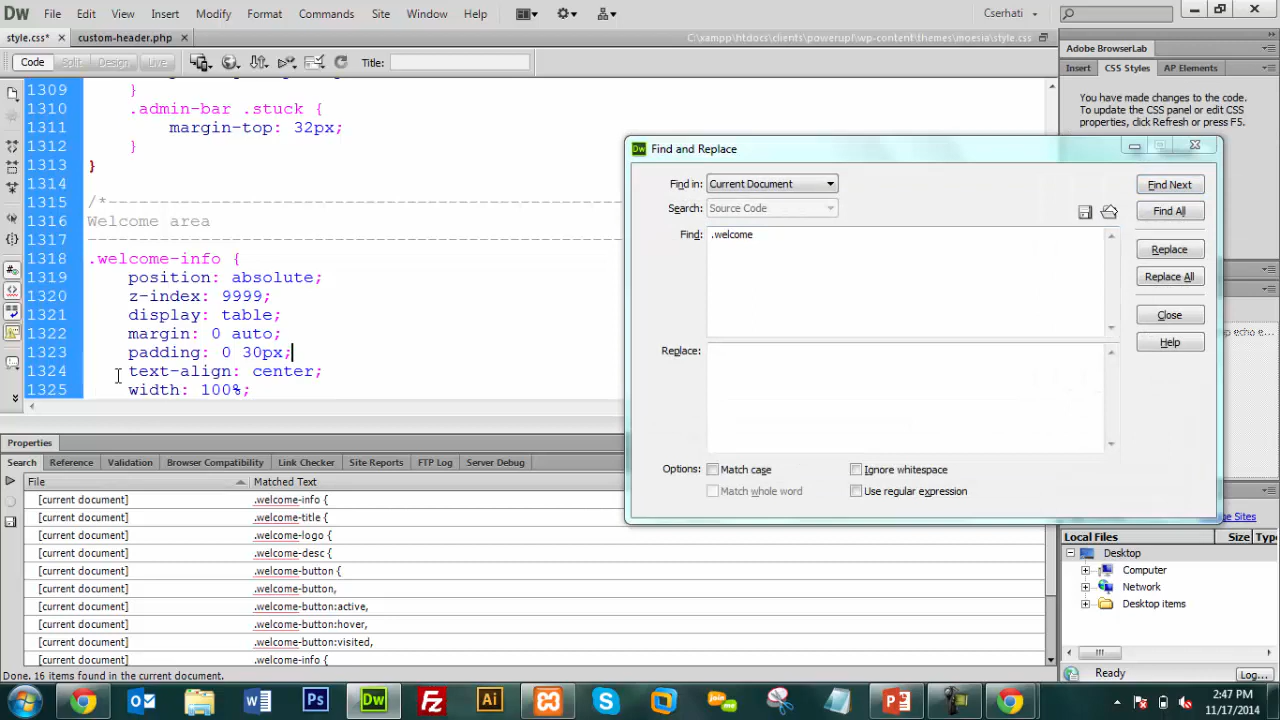 Dw File Edit View Insert Modify Format Commands Site Window Help Cserhati
style.css* × custom-header.php × C:\xampp\htdocs\clients\powerupl\wp-content\themes\moesia\style.css
Code Split Design Live Title:
1309 }
1310 .admin-bar .stuck {
1311 margin-top: 32px;
1312 }
1313 }
1314
1315 /*--------------------------------------------------
1316 Welcome area
1317 ----------------------------------------------------
1318 .welcome-info {
1319 position: absolute;
1320 z-index: 9999;
1321 display: table;
1322 margin: 0 auto;
1323 padding: 0 30px;
1324 text-align: center;
1325 width: 100%;
Dw Find and Replace
Find in: Current Document
Search: Source Code
Find: .welcome
Replace:
Options: Match case Ignore whitespace
Match whole word Use regular expression
Find Next
Find All
Replace
Replace All
Close
Help
Adobe BrowserLab
Insert CSS Styles AP Elements
You have made changes to the code.
To update the CSS panel or edit CSS
properties, click Refresh or press F5.
p echo e
ge Sites
Local Files Size Typ
Desktop
Computer
Network
Desktop items
Ready Log...
Properties
Search Reference Validation Browser Compatibility Link Checker Site Reports FTP Log Server Debug
File Matched Text
[current document] .welcome-info {
[current document] .welcome-title {
[current document] .welcome-logo {
[current document] .welcome-desc {
[current document] .welcome-button {
[current document] .welcome-button,
[current document] .welcome-button:active,
[current document] .welcome-button:hover,
[current document] .welcome-button:visited,
[current document] .welcome-info {
Done. 16 items found in the current document.
W Ps Dw Ai S join.me P
2:47 PM
11/17/2014